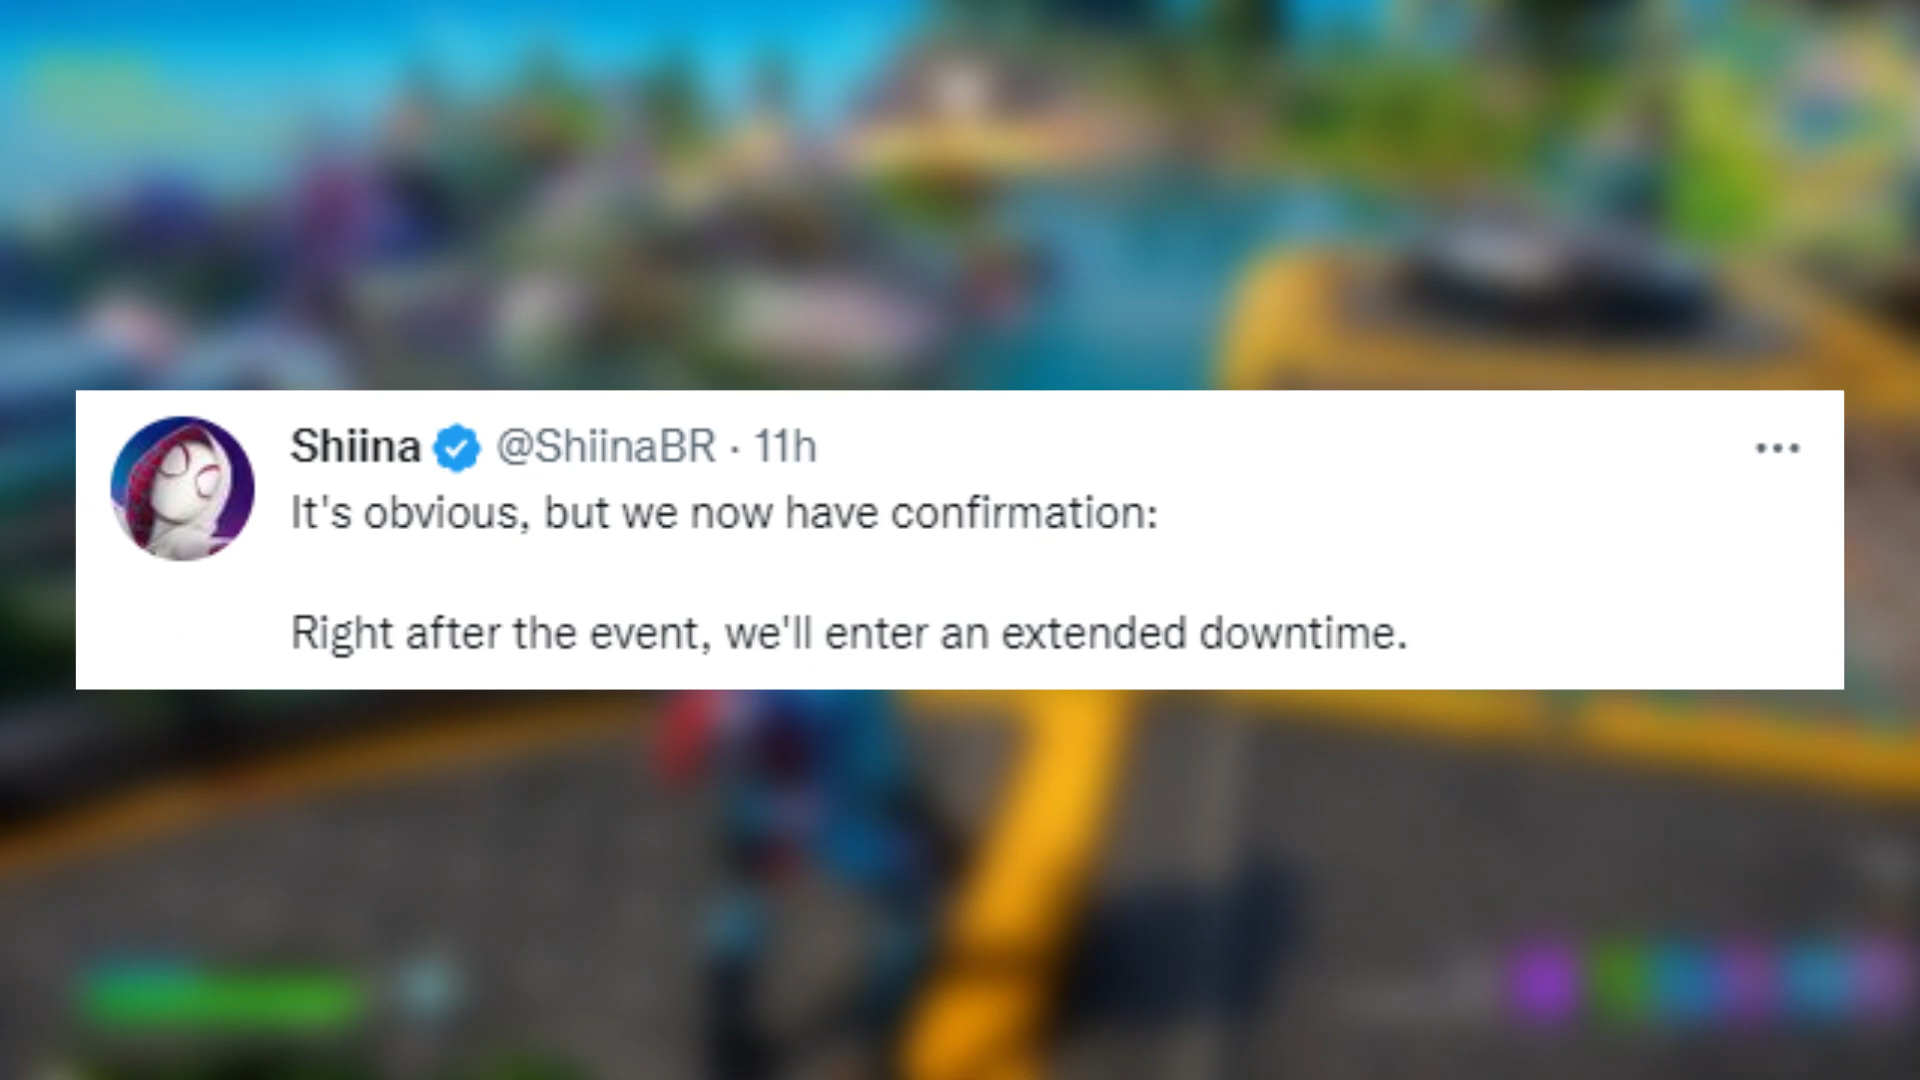 Shiina @ShiinaBR · 11h
It's obvious, but we now have confirmation:
Right after the event, we'll enter an extended downtime.